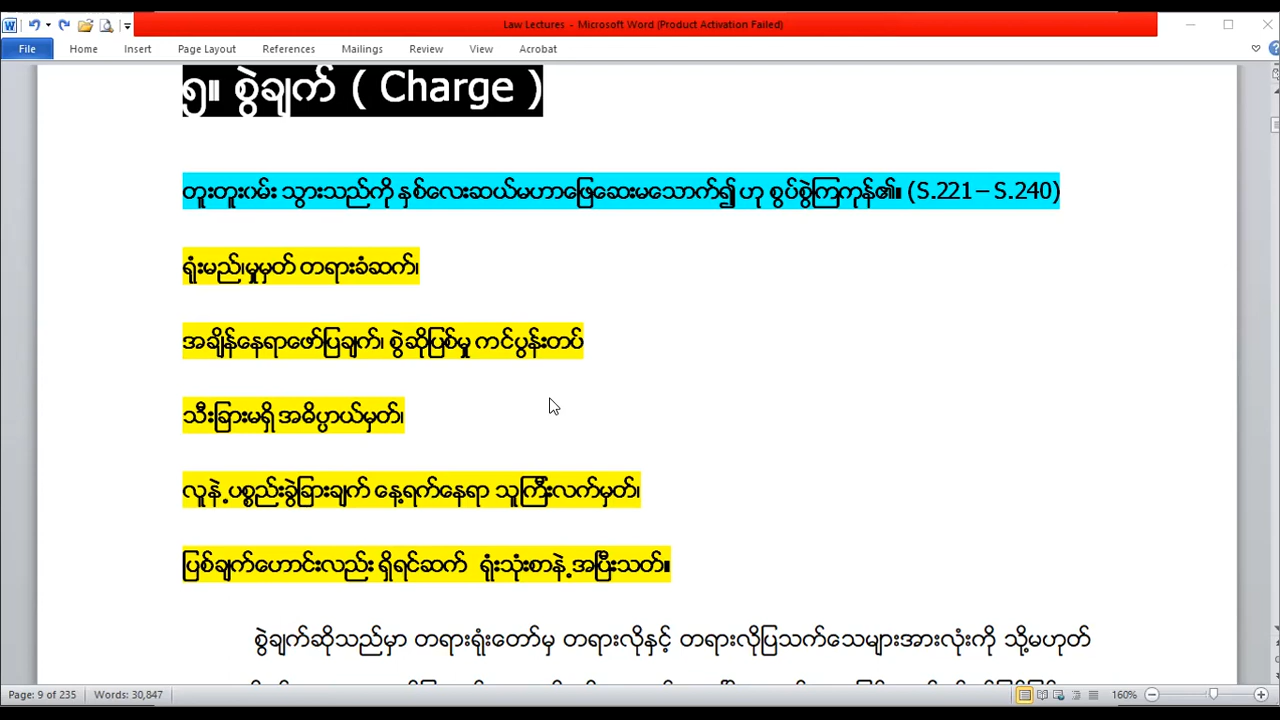 Law Lectures - Microsoft Word (Product Activation Failed)
File Home Insert Page Layout References Mailings Review View Acrobat
၅။ စွဲချက် ( Charge )
တူးတူးဂမ်း သွားသည်ကို နှစ်လေးဆယ်မဟာဖြေဆေးမသောက်၍ ဟု စွပ်စွဲကြကုန်၏။ (S.221 – S.240)
ရုံးမည်၊မှုမှတ် တရားခံဆက်၊
အချိန်နေရာဖော်ပြချက်၊ စွဲဆိုပြစ်မှု ကင်ပွန်းတပ်
သီးခြားမရှိ အဓိပ္ပာယ်မှတ်၊
လူနဲ့ပစ္စည်းခွဲခြားချက် နေ့ရက်နေရာ သူကြီးလက်မှတ်၊
ပြစ်ချက်ဟောင်းလည်း ရှိရင်ဆက် ရုံးသုံးစာနဲ့အပြီးသတ်။
စွဲချက်ဆိုသည်မှာ တရားရုံးတော်မှ တရားလိုနှင့် တရားလိုပြသက်သေများအားလုံးကို သို့မဟုတ်
Page: 9 of 235 Words: 30,847 160%